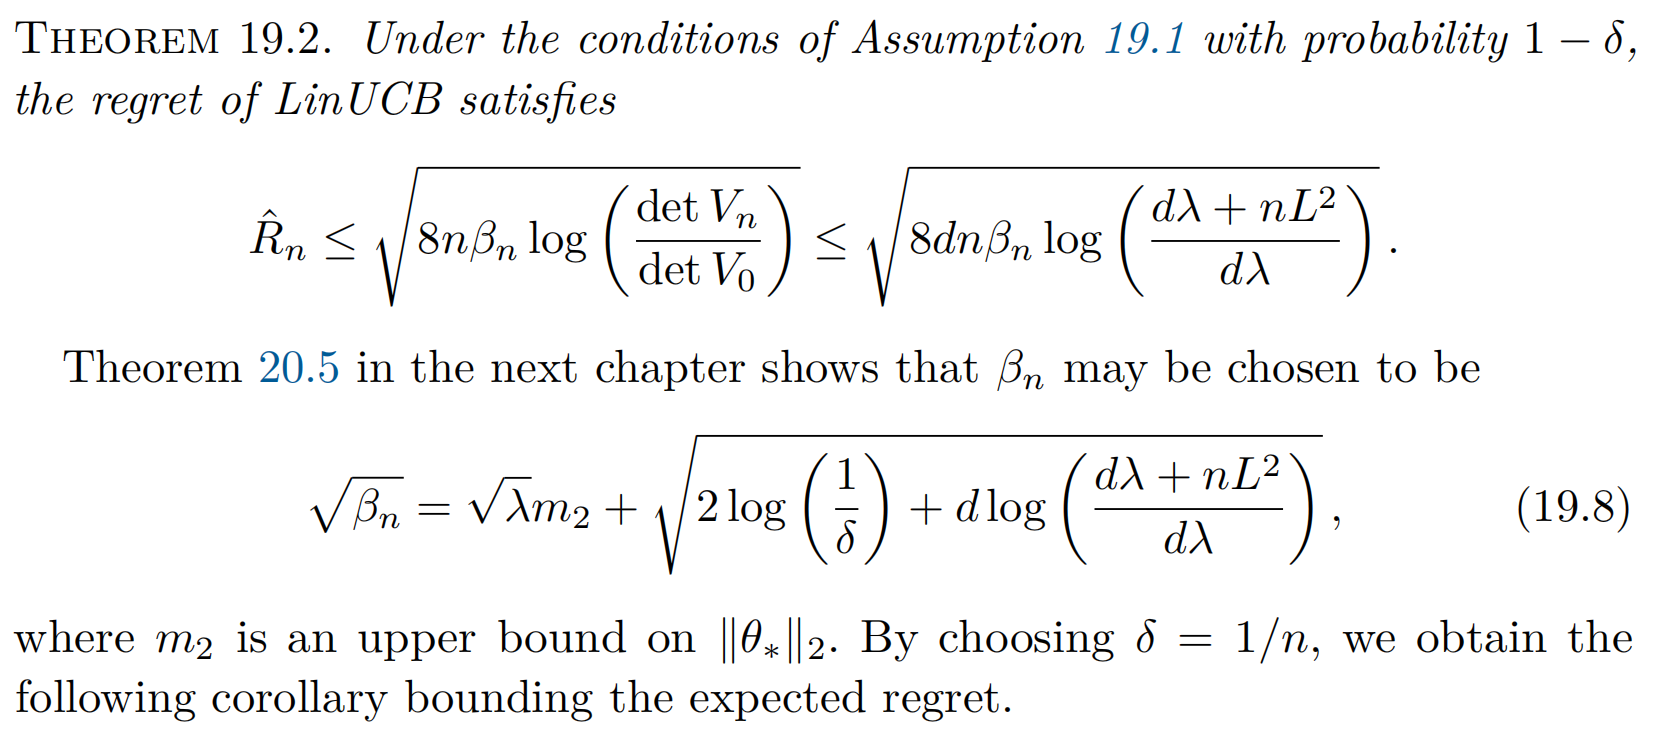 THEOREM 19.2. Under the conditions of Assumption 19.1 with probability 1 − δ,
the regret of LinUCB satisfies
$\hat{R}_n \leq \sqrt{8n\beta_n \log\left(\frac{\det V_n}{\det V_0}\right)} \leq \sqrt{8dn\beta_n \log\left(\frac{d\lambda + nL^2}{d\lambda}\right)}.$
Theorem 20.5 in the next chapter shows that $\beta_n$ may be chosen to be
$\sqrt{\beta_n} = \sqrt{\lambda}m_2 + \sqrt{2\log\left(\frac{1}{\delta}\right) + d\log\left(\frac{d\lambda + nL^2}{d\lambda}\right)},$ (19.8)
where $m_2$ is an upper bound on $\|\theta_*\|_2$. By choosing $\delta = 1/n$, we obtain the
following corollary bounding the expected regret.